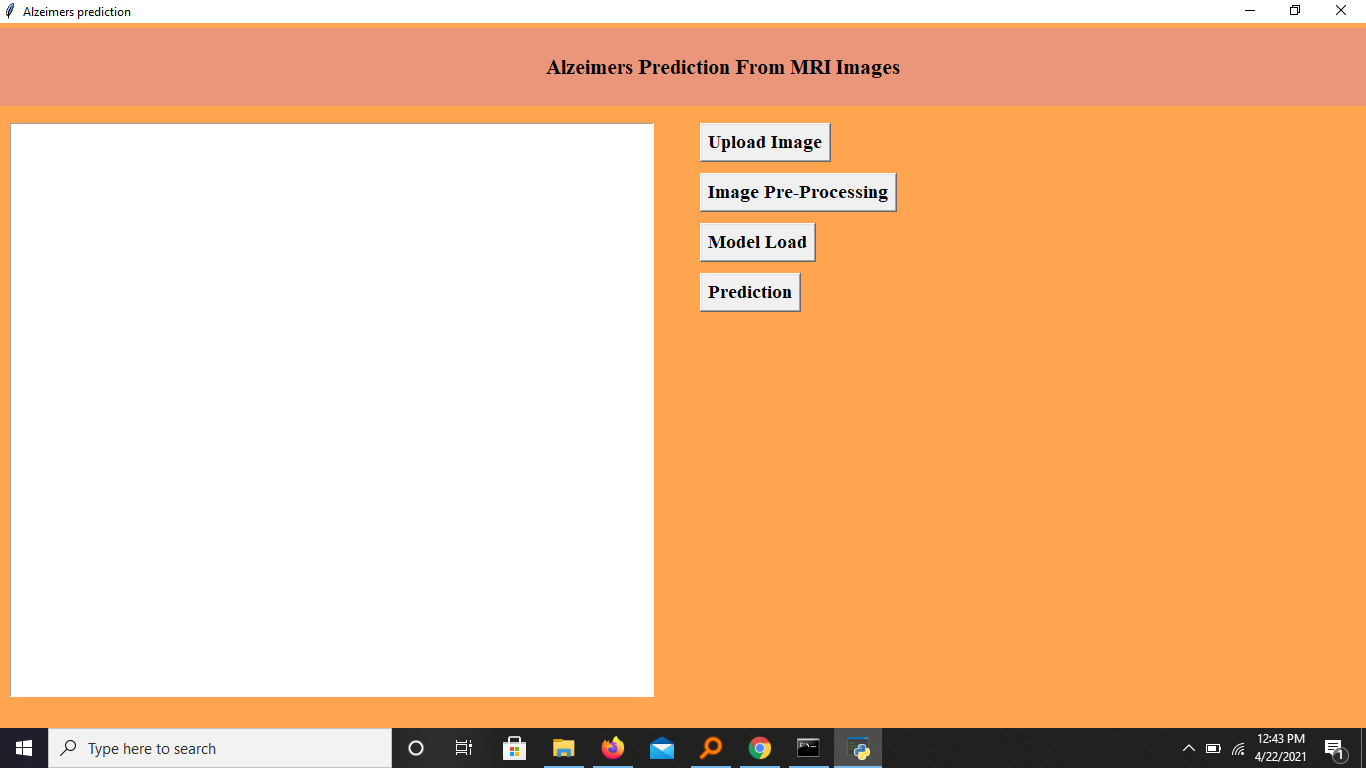 Alzeimers prediction
Alzeimers Prediction From MRI Images
Upload Image
Image Pre-Processing
Model Load
Prediction
Type here to search
12:43 PM
4/22/2021
1